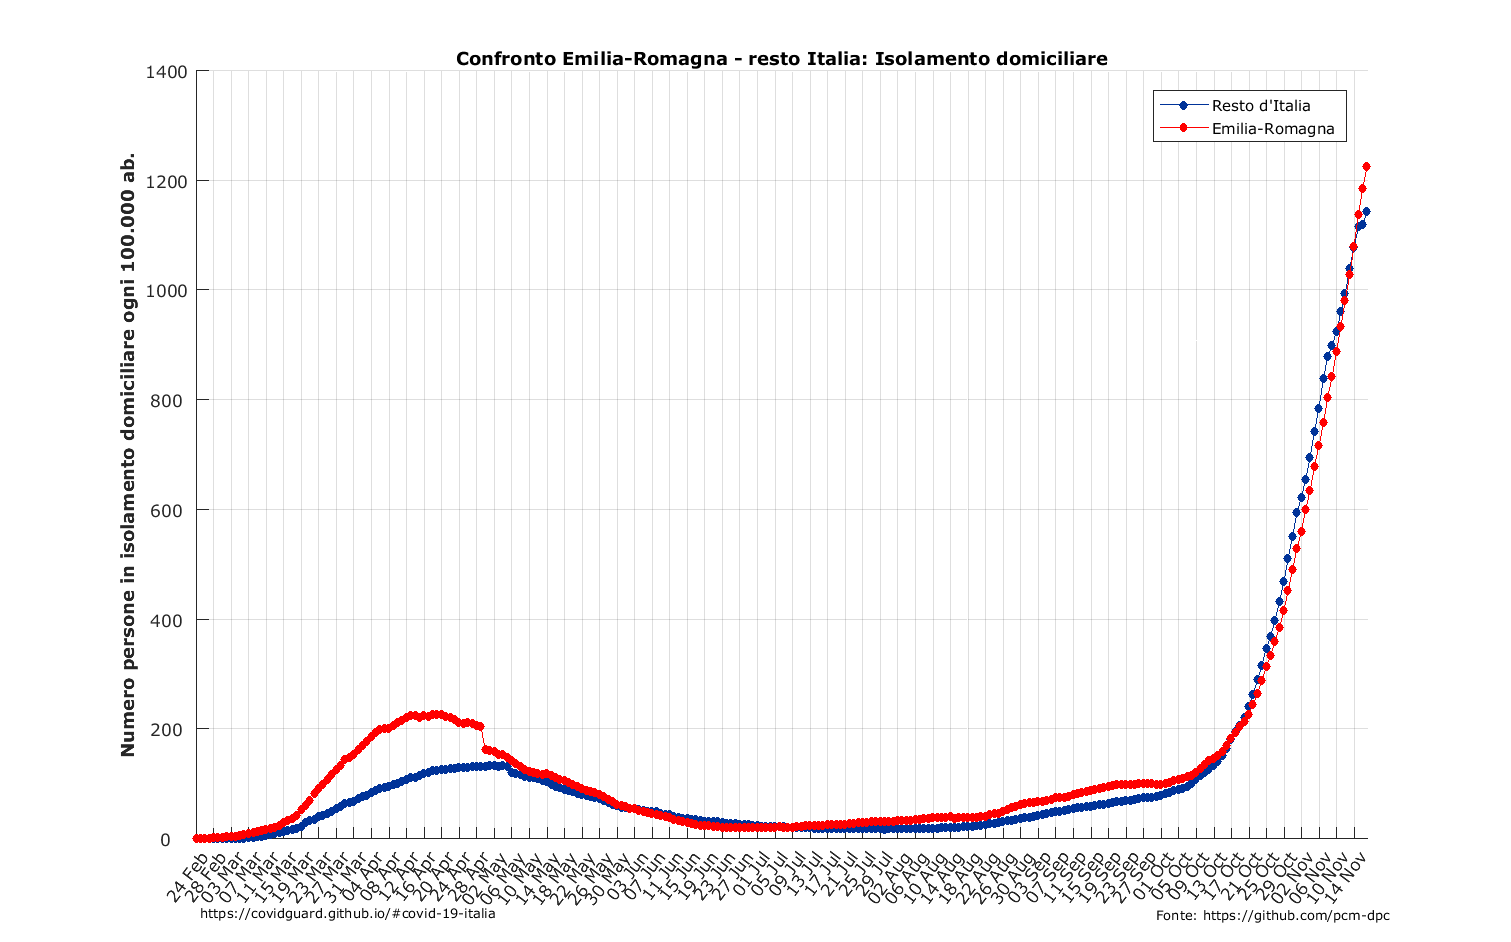 Confronto Emilia-Romagna - resto Italia: Isolamento domiciliare
Resto d'Italia
Emilia-Romagna
Numero persone in isolamento domiciliare ogni 100.000 ab.
1400
1200
1000
800
600
400
200
0
24 Feb
28 Feb
03 Mar
07 Mar
11 Mar
15 Mar
19 Mar
23 Mar
27 Mar
31 Mar
04 Apr
08 Apr
12 Apr
16 Apr
20 Apr
24 Apr
28 Apr
02 May
06 May
10 May
14 May
18 May
22 May
26 May
30 May
03 Jun
07 Jun
11 Jun
15 Jun
19 Jun
23 Jun
27 Jun
01 Jul
05 Jul
09 Jul
13 Jul
17 Jul
21 Jul
25 Jul
29 Jul
02 Aug
06 Aug
10 Aug
14 Aug
18 Aug
22 Aug
26 Aug
30 Aug
03 Sep
07 Sep
11 Sep
15 Sep
19 Sep
23 Sep
27 Sep
01 Oct
05 Oct
09 Oct
13 Oct
17 Oct
21 Oct
25 Oct
29 Oct
02 Nov
06 Nov
10 Nov
14 Nov
https://covidguard.github.io/#covid-19-italia
Fonte: https://github.com/pcm-dpc